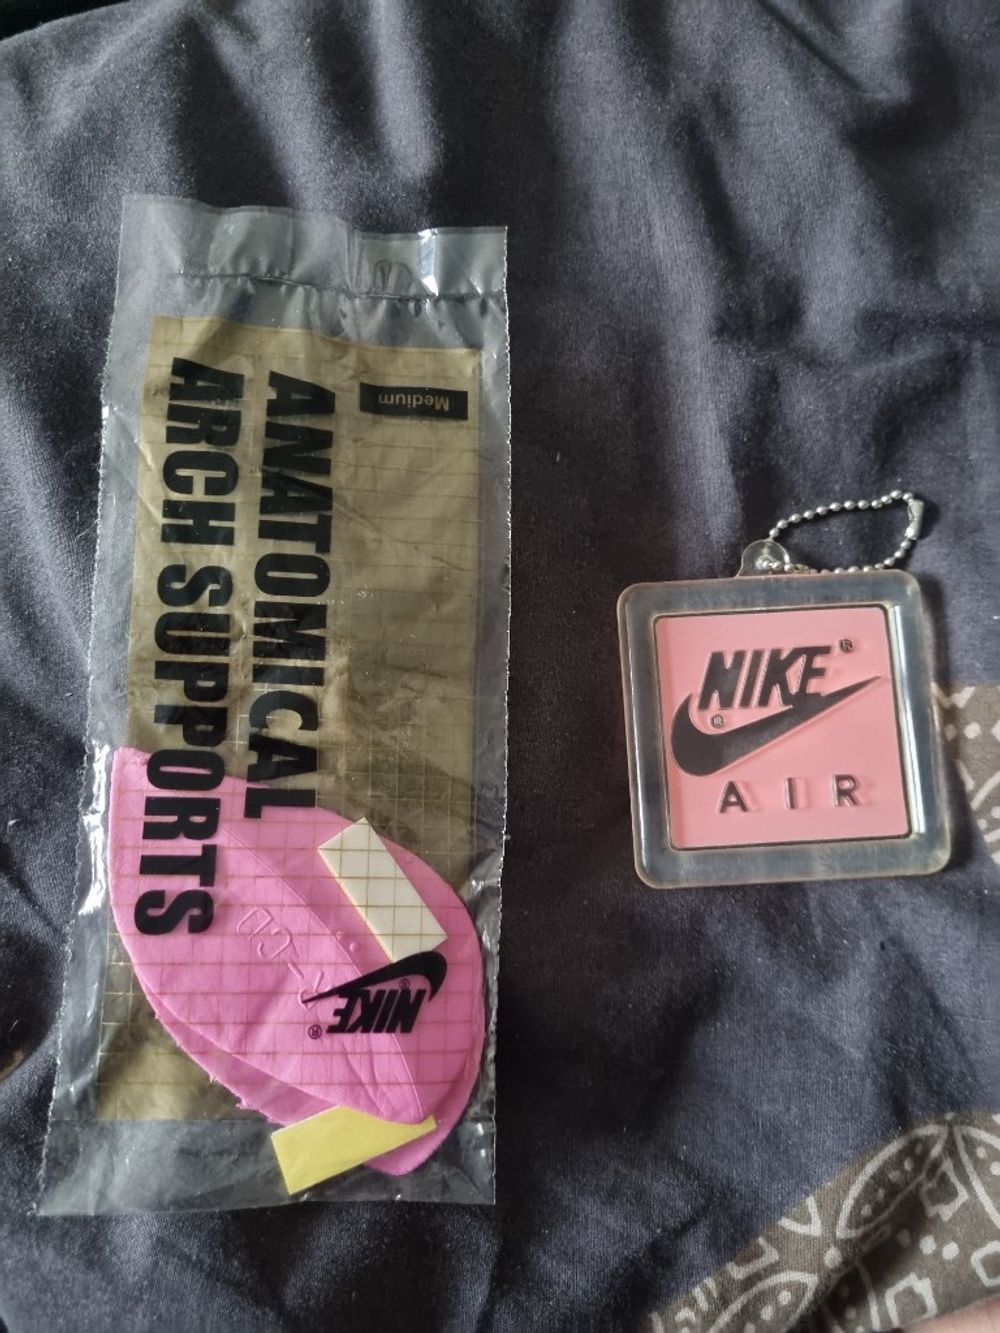 Medium
ANATOMICAL
ARCH SUPPORTS
NIKE®
NIKE®
®
AIR